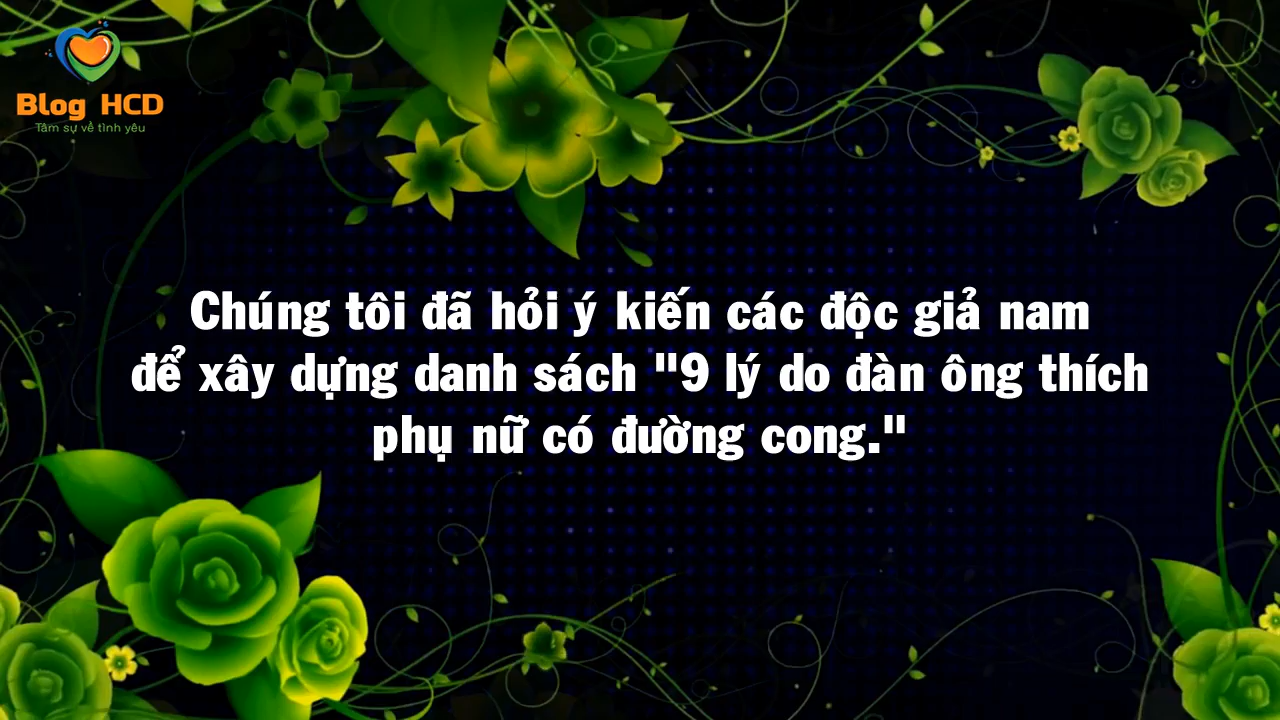 Blog HCD
Tâm sự về tình yêu
Chúng tôi đã hỏi ý kiến các độc giả nam
để xây dựng danh sách "9 lý do đàn ông thích
phụ nữ có đường cong."